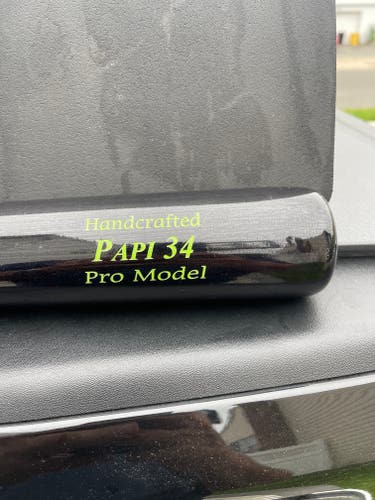 Handcrafted
PAPI 34
Pro Model